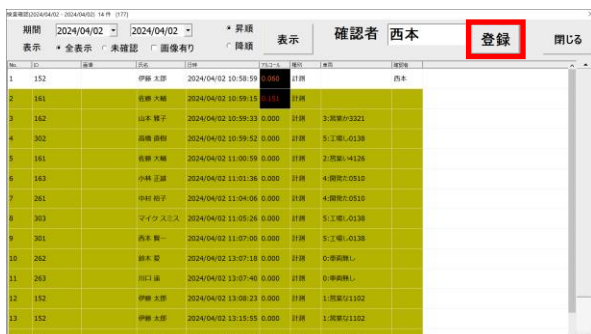 検査確認(2024/04/02 - 2024/04/02) 14 件 (177)
期間 2024/04/02 - 2024/04/02 昇順 降順 表示 確認者 西本 登録 閉じる
表示 全表示 未確認 画像有り
No. ID 画像 氏名 日時 アルコール 種別 車両 確認者
1 152 伊藤 太郎 2024/04/02 10:58:59 0.060 計測 西本
2 161 佐藤 大輔 2024/04/02 10:59:15 0.151 計測
3 162 山本 雅子 2024/04/02 10:59:33 0.000 計測 3:営業か3321
4 302 高橋 直樹 2024/04/02 10:59:52 0.000 計測 5:工場し0138
5 161 佐藤 大輔 2024/04/02 11:00:59 0.000 計測 2:営業い4126
6 163 小林 正雄 2024/04/02 11:01:36 0.000 計測 4:開発た0510
7 261 中村 裕子 2024/04/02 11:04:06 0.000 計測 4:開発た0510
8 303 マイク スミス 2024/04/02 11:05:26 0.000 計測 5:工場し0138
9 301 西本 賢一 2024/04/02 11:07:00 0.000 計測 5:工場し0138
10 262 鈴木 愛 2024/04/02 13:07:18 0.000 計測 0:車両無し
11 263 川口 2024/04/02 13:07:40 0.000 計測 0:車両無し
12 152 伊藤 太郎 2024/04/02 13:08:23 0.000 計測 1:営業な1102
13 152 伊藤 太郎 2024/04/02 13:15:55 0.000 計測 1:営業な1102